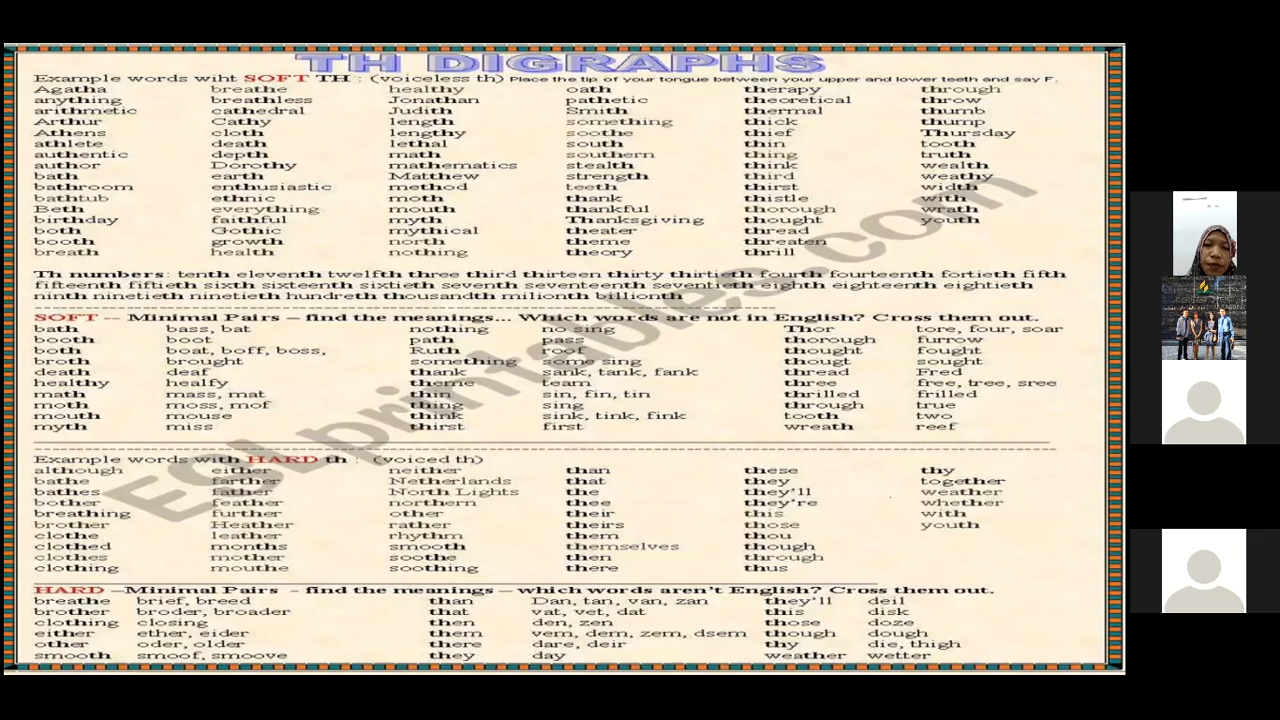 TH DIGRAPHS
Example words wiht SOFT TH : (voiceless th) Place the tip of your tongue between your upper and lower teeth and say F.
Agatha breathe healthy oath therapy through
anything breathless Jonathan pathetic theoretical throw
arithmetic cathedral Judith Smith thermal thumb
Arthur Cathy length something thick thump
Athens cloth lengthy soothe thief Thursday
athlete death lethal south thin tooth
authentic depth math southern thing truth
author Dorothy mathematics stealth think wealth
bath earth Matthew strength third weathy
bathroom enthusiastic method teeth thirst width
bathtub ethnic moth thank thistle with
Beth everything mouth thankful thorough wrath
birthday faithful myth Thanksgiving thought youth
both Gothic mythical theater thread
booth growth north theme threaten
breath health nothing theory thrill
Th numbers: tenth eleventh twelfth three third thirteen thirty thirtieth fourth fourteenth fortieth fifth
fifteenth fiftieth sixth sixteenth sixtieth seventh seventeenth seventieth eighth eighteenth eightieth
ninth ninetieth ninetieth hundreth thousandth milionth billionth
SOFT -- Minimal Pairs – find the meanings... Which words are not in English? Cross them out.
bath bass, bat nothing no sing Thor tore, four, soar
booth boot path pass thorough furrow
both boat, boff, boss, Ruth roof thought fought
broth brought something some sing thougt sought
death deaf thank sank, tank, fank thread Fred
healthy healfy theme team three free, tree, sree
math mass, mat thin sin, fin, tin thrilled frilled
moth moss, mof thing sing through true
mouth mouse think sink, tink, fink tooth two
myth miss thirst first wreath reef
Example words with HARD th : (voiced th)
although either neither than these thy
bathe farther Netherlands that they together
bathes father North Lights the they'll weather
bother feather northern thee they're whether
breathing further other their this with
brother Heather rather theirs those youth
clothe leather rhythm them thou
clothed months smooth themselves though
clothes mother soothe then through
clothing mouthe soothing there thus
HARD –Minimal Pairs - find the meanings – which words aren't English? Cross them out.
breathe brief, breed than Dan, tan, van, zan they'll deil
brother broder, broader that vat, vet, dat this disk
clothing closing then den, zen those doze
either ether, eider them vem, dem, zem, dsem though dough
other oder, older there dare, deir thy die, thigh
smooth smoof, smoove they day weather wetter
ESLprintables.com